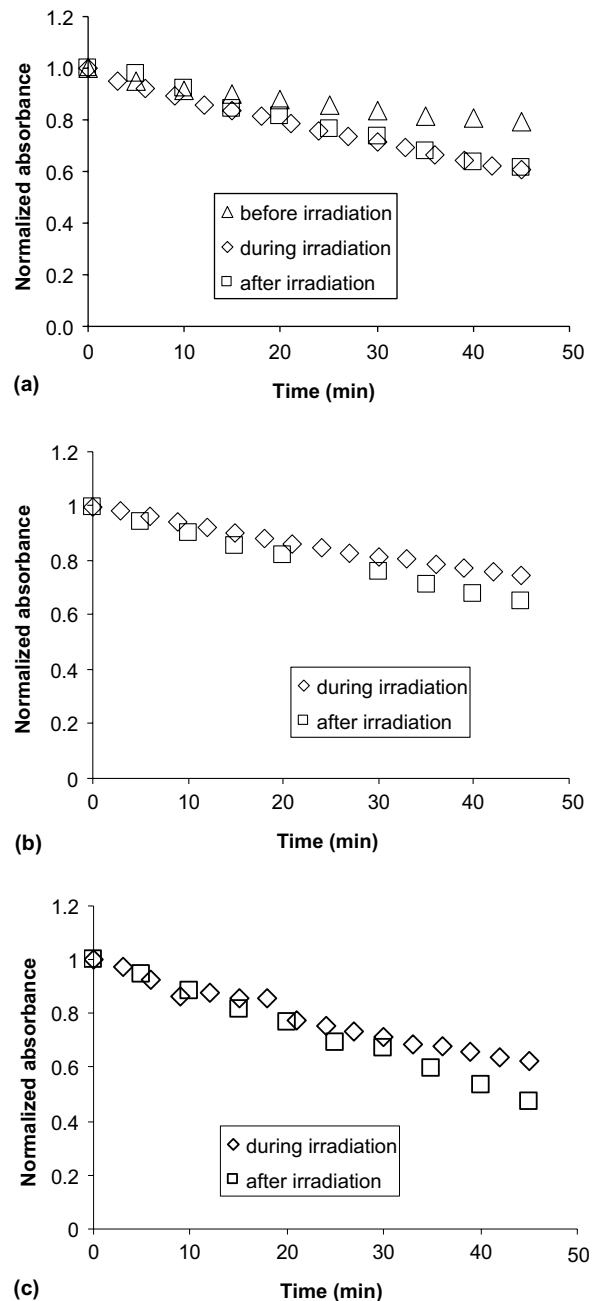 1.2
1.0
0.8
0.6
0.4
0.2
0.0
Normalized absorbance
before irradiation
during irradiation
after irradiation
0 10 20 30 40 50
Time (min)
(a)
1.2
1
0.8
0.6
0.4
0.2
0
Normalized absorbance
during irradiation
after irradiation
0 10 20 30 40 50
Time (min)
(b)
1.2
1
0.8
0.6
0.4
0.2
0
Normalized absorbance
during irradiation
after irradiation
0 10 20 30 40 50
Time (min)
(c)